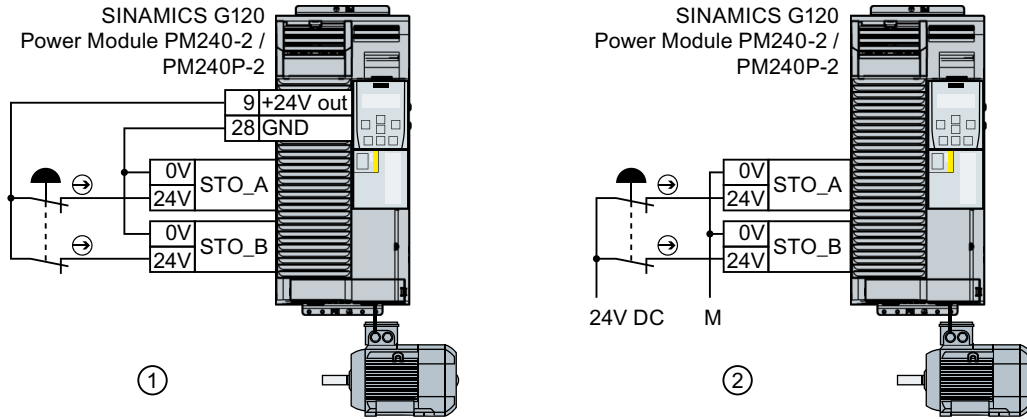 SINAMICS G120
Power Module PM240-2 /
PM240P-2
9 +24V out
28 GND
0V
STO_A
24V
0V
STO_B
24V
1
SINAMICS G120
Power Module PM240-2 /
PM240P-2
0V
STO_A
24V
0V
STO_B
24V
24V DC M
2